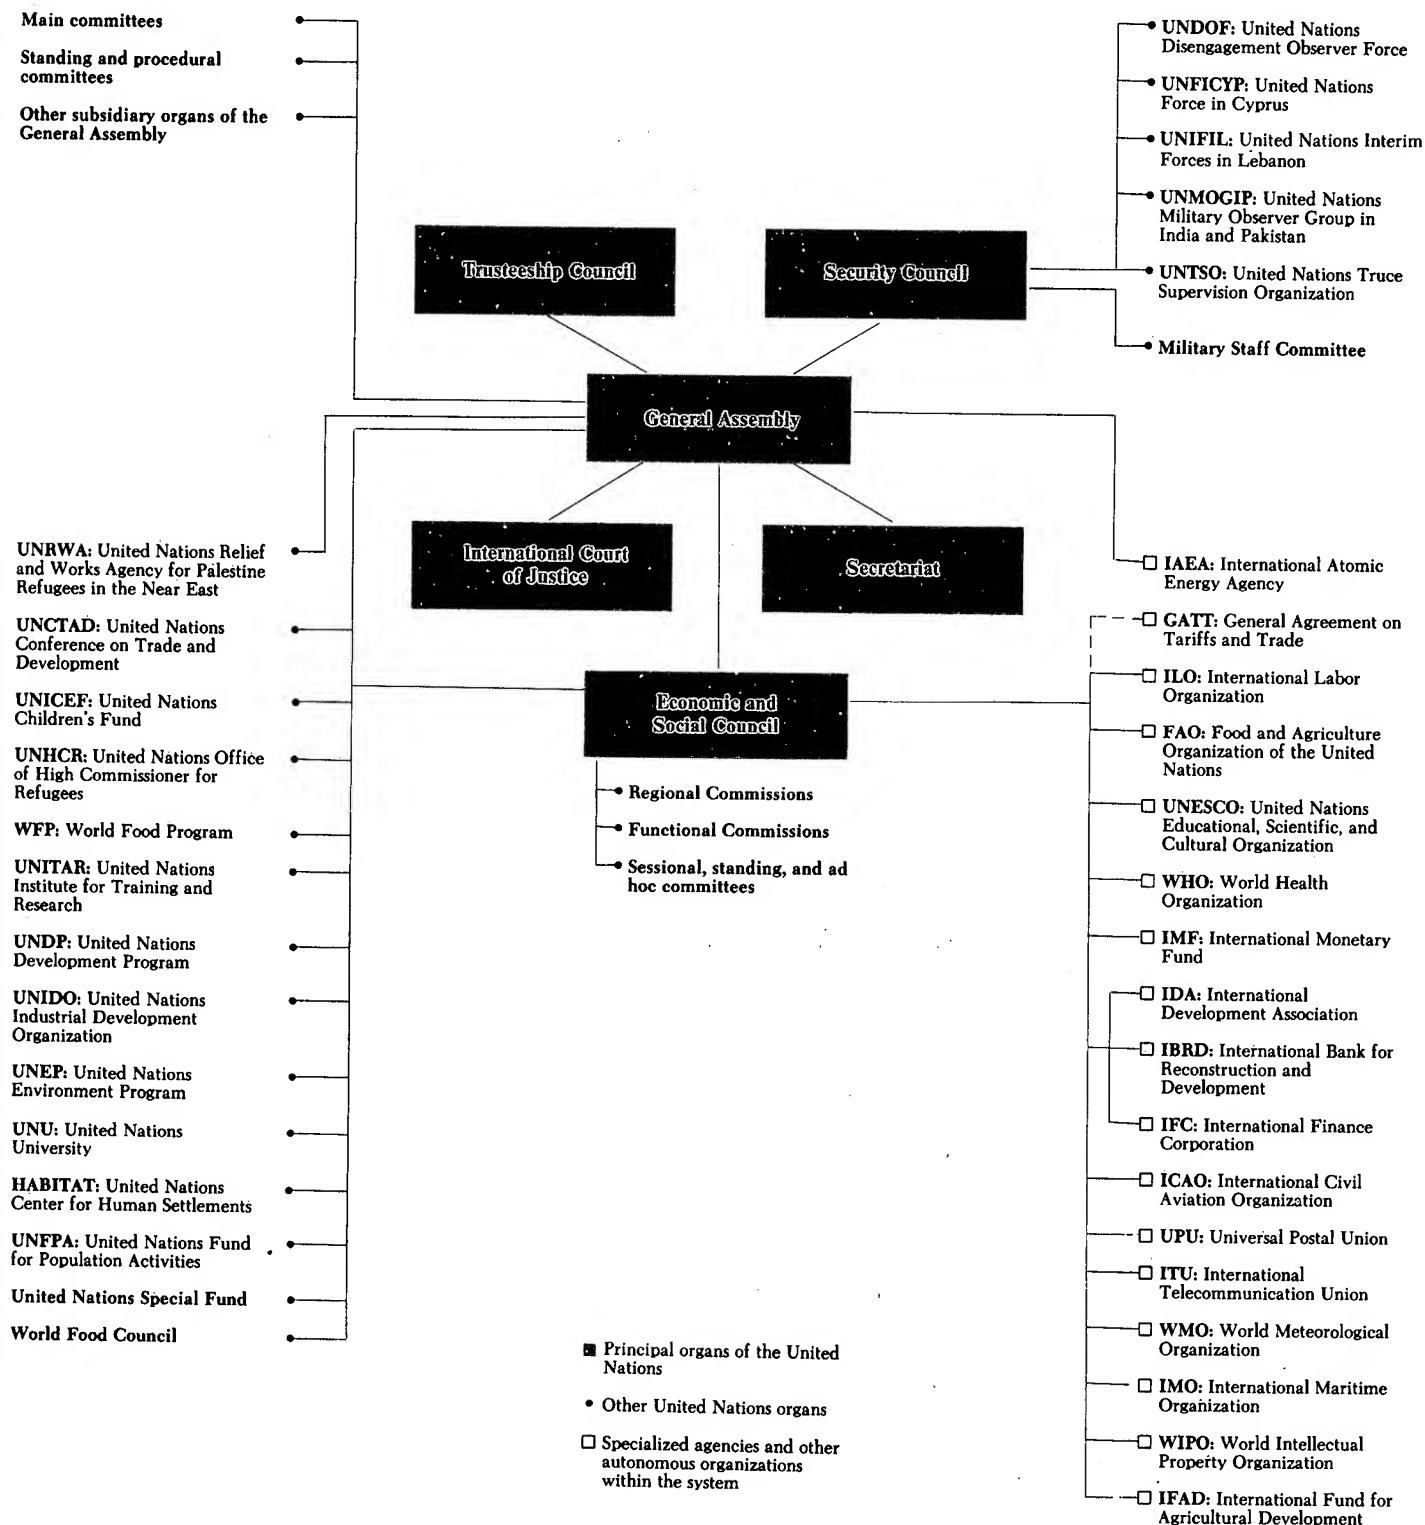 Main committees
Standing and procedural
committees
Other subsidiary organs of the
General Assembly
UNDOF: United Nations
Disengagement Observer Force
UNFICYP: United Nations
Force in Cyprus
UNIFIL: United Nations Interim
Forces in Lebanon
UNMOGIP: United Nations
Military Observer Group in
India and Pakistan
UNTSO: United Nations Truce
Supervision Organization
Military Staff Committee
Trusteeship Council
Security Council
General Assembly
International Court
of Justice
Secretariat
Economic and
Social Council
Regional Commissions
Functional Commissions
Sessional, standing, and ad
hoc committees
UNRWA: United Nations Relief
and Works Agency for Palestine
Refugees in the Near East
UNCTAD: United Nations
Conference on Trade and
Development
UNICEF: United Nations
Children's Fund
UNHCR: United Nations Office
of High Commissioner for
Refugees
WFP: World Food Program
UNITAR: United Nations
Institute for Training and
Research
UNDP: United Nations
Development Program
UNIDO: United Nations
Industrial Development
Organization
UNEP: United Nations
Environment Program
UNU: United Nations
University
HABITAT: United Nations
Center for Human Settlements
UNFPA: United Nations Fund
for Population Activities
United Nations Special Fund
World Food Council
IAEA: International Atomic
Energy Agency
GATT: General Agreement on
Tariffs and Trade
ILO: International Labor
Organization
FAO: Food and Agriculture
Organization of the United
Nations
UNESCO: United Nations
Educational, Scientific, and
Cultural Organization
WHO: World Health
Organization
IMF: International Monetary
Fund
IDA: International
Development Association
IBRD: International Bank for
Reconstruction and
Development
IFC: International Finance
Corporation
ICAO: International Civil
Aviation Organization
UPU: Universal Postal Union
ITU: International
Telecommunication Union
WMO: World Meteorological
Organization
IMO: International Maritime
Organization
WIPO: World Intellectual
Property Organization
IFAD: International Fund for
Agricultural Development
Principal organs of the United
Nations
Other United Nations organs
Specialized agencies and other
autonomous organizations
within the system